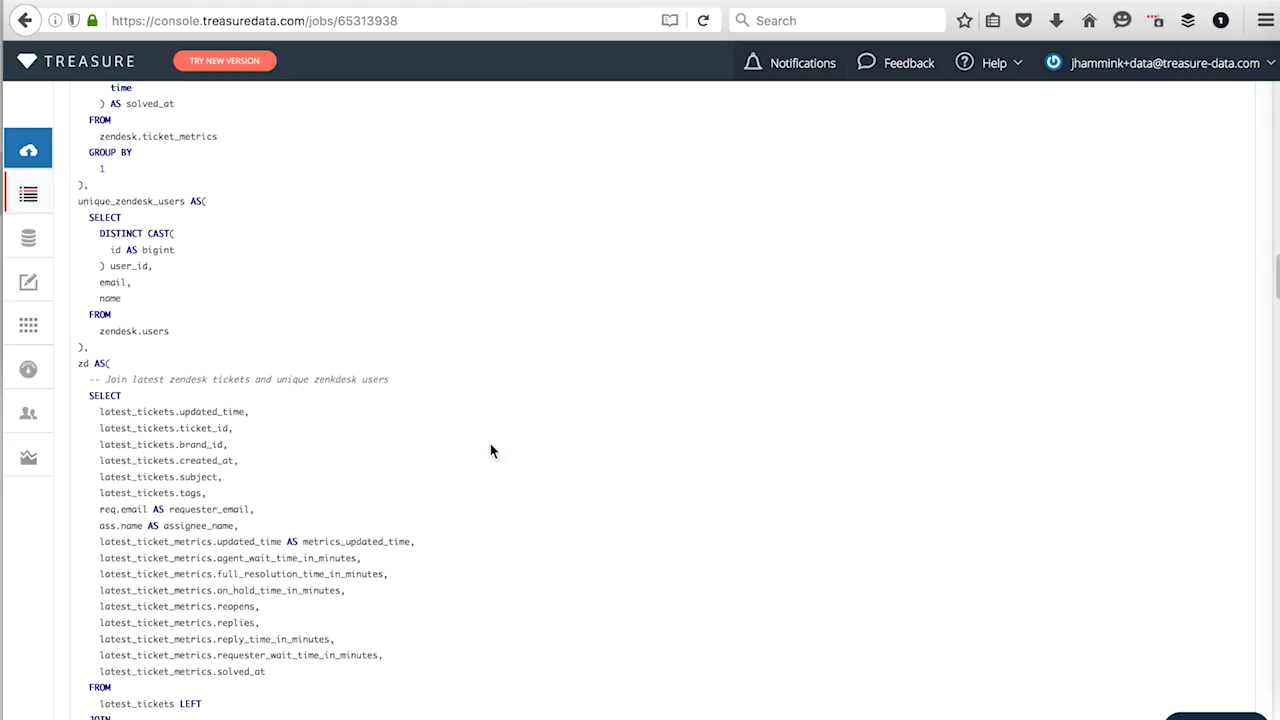 https://console.treasuredata.com/jobs/65313938
Search
1
TREASURE
TRY NEW VERSION
Notifications
Feedback
Help
jhammink+data@treasure-data.com
time
) AS solved_at
FROM
zendesk.ticket_metrics
GROUP BY
1
),
unique_zendesk_users AS(
SELECT
DISTINCT CAST(
id AS bigint
) user_id,
email,
name
FROM
zendesk.users
),
zd AS(
-- Join latest zendesk tickets and unique zenkdesk users
SELECT
latest_tickets.updated_time,
latest_tickets.ticket_id,
latest_tickets.brand_id,
latest_tickets.created_at,
latest_tickets.subject,
latest_tickets.tags,
req.email AS requester_email,
ass.name AS assignee_name,
latest_ticket_metrics.updated_time AS metrics_updated_time,
latest_ticket_metrics.agent_wait_time_in_minutes,
latest_ticket_metrics.full_resolution_time_in_minutes,
latest_ticket_metrics.on_hold_time_in_minutes,
latest_ticket_metrics.reopens,
latest_ticket_metrics.replies,
latest_ticket_metrics.reply_time_in_minutes,
latest_ticket_metrics.requester_wait_time_in_minutes,
latest_ticket_metrics.solved_at
FROM
latest_tickets LEFT
JOIN